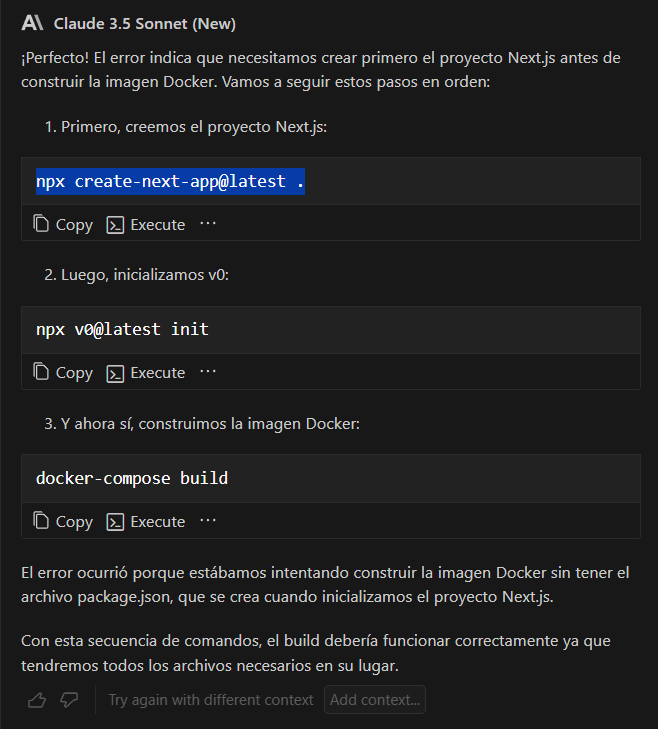 Claude 3.5 Sonnet (New)
¡Perfecto! El error indica que necesitamos crear primero el proyecto Next.js antes de
construir la imagen Docker. Vamos a seguir estos pasos en orden:
1. Primero, creemos el proyecto Next.js:
npx create-next-app@latest .
Copy Execute ...
2. Luego, inicializamos v0:
npx v0@latest init
Copy Execute ...
3. Y ahora sí, construimos la imagen Docker:
docker-compose build
Copy Execute ...
El error ocurrió porque estábamos intentando construir la imagen Docker sin tener el
archivo package.json, que se crea cuando inicializamos el proyecto Next.js.
Con esta secuencia de comandos, el build debería funcionar correctamente ya que
tendremos todos los archivos necesarios en su lugar.
Try again with different context Add context...